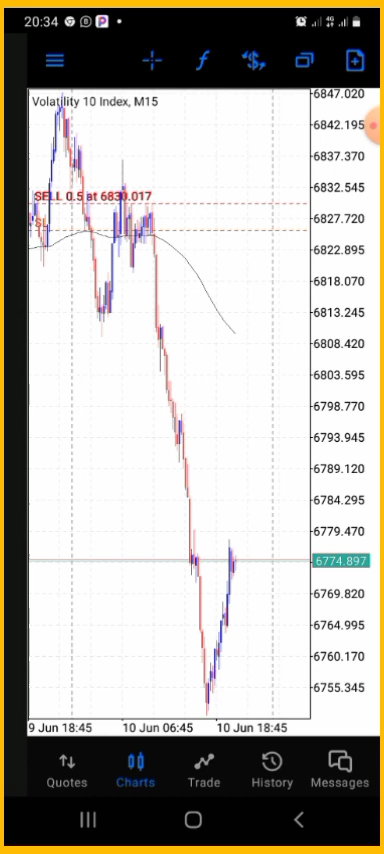 20:34
4G
Volatility 10 Index, M15
6847.020
6842.195
6837.370
6832.545
SELL 0.5 at 6830.017
6827.720
SL
6822.895
6818.070
6813.245
6808.420
6803.595
6798.770
6793.945
6789.120
6784.295
6779.470
6774.897
6769.820
6764.995
6760.170
6755.345
9 Jun 18:45
10 Jun 06:45
10 Jun 18:45
Quotes
Charts
Trade
History
Messages